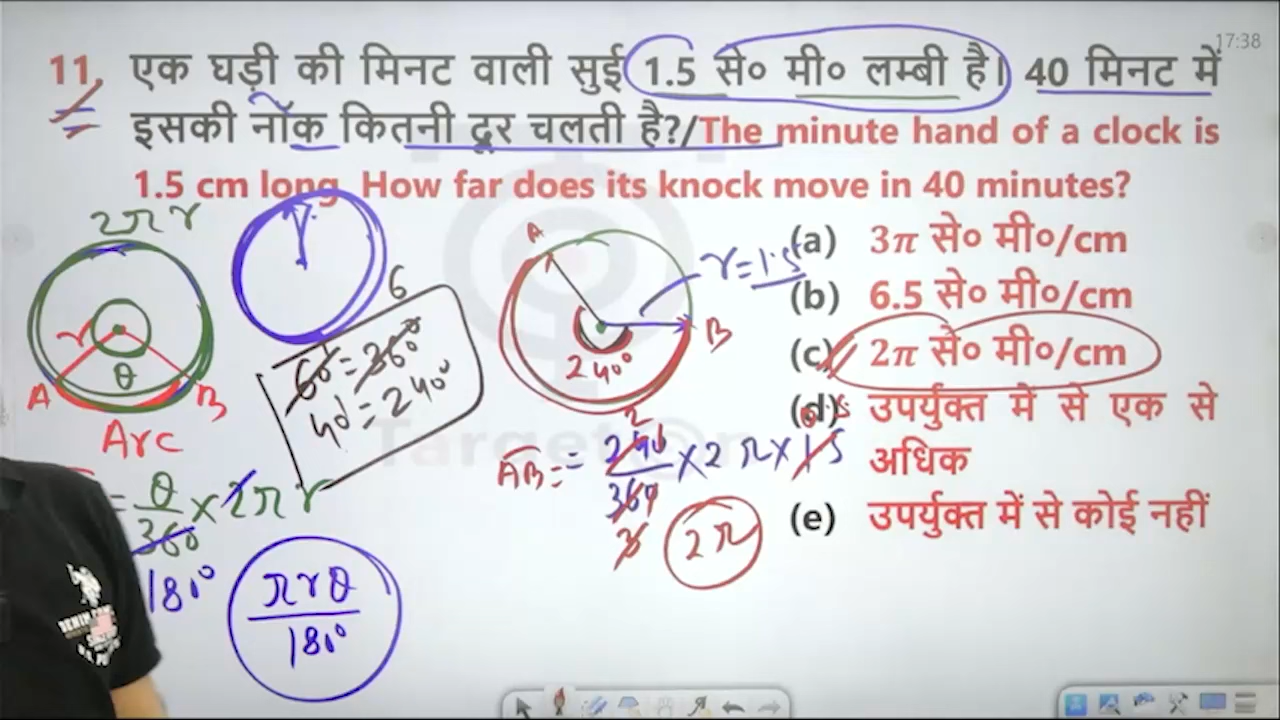 17:38
11. एक घड़ी की मिनट वाली सुई 1.5 से० मी० लम्बी है। 40 मिनट में
इसकी नॉक कितनी दूर चलती है?/The minute hand of a clock is
1.5 cm long. How far does its knock move in 40 minutes?
(a) 3π से० मी०/cm
(b) 6.5 से० मी०/cm
(c) 2π से० मी०/cm
(d) उपर्युक्त में से एक से
अधिक
(e) उपर्युक्त में से कोई नहीं
2πr
r
θ
A
B
Arc
= θ/360 × 2πr
180°
πrθ/180°
6
60' = 360°
40' = 240°
A
r = 1.5
B
240°
AB = 240/360 × 2π × 1.5
2
3
2π
Target